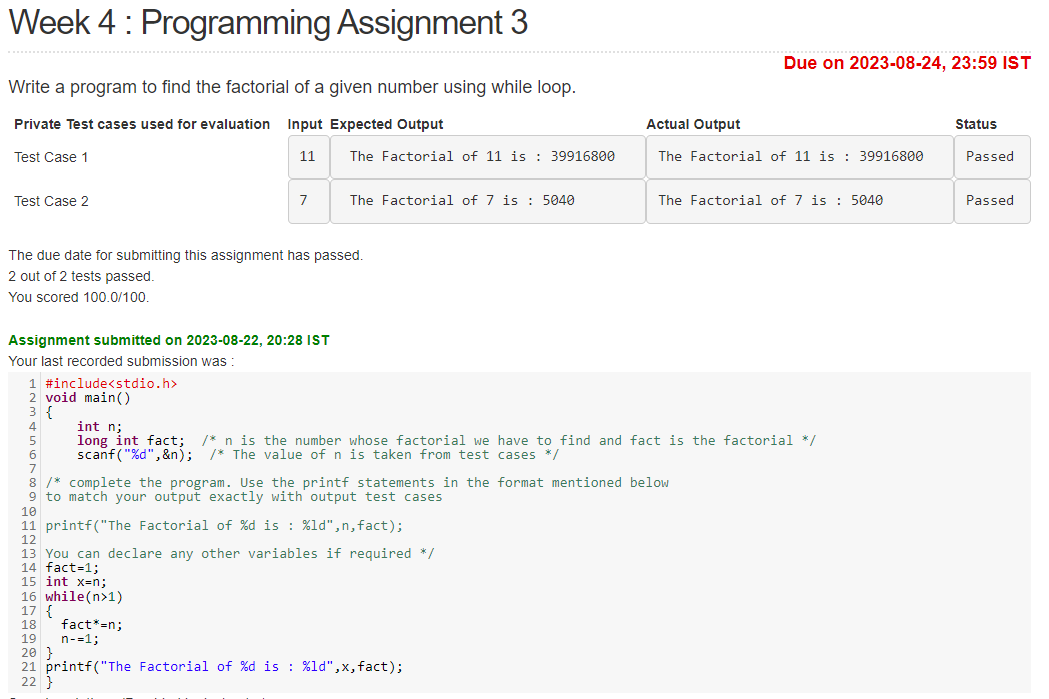 Week 4 : Programming Assignment 3
Due on 2023-08-24, 23:59 IST
Write a program to find the factorial of a given number using while loop.
Private Test cases used for evaluation Input Expected Output Actual Output Status
Test Case 1 11 The Factorial of 11 is : 39916800 The Factorial of 11 is : 39916800 Passed
Test Case 2 7 The Factorial of 7 is : 5040 The Factorial of 7 is : 5040 Passed
The due date for submitting this assignment has passed.
2 out of 2 tests passed.
You scored 100.0/100.
Assignment submitted on 2023-08-22, 20:28 IST
Your last recorded submission was :
1 #include<stdio.h>
2 void main()
3 {
4 int n;
5 long int fact; /* n is the number whose factorial we have to find and fact is the factorial */
6 scanf("%d",&n); /* The value of n is taken from test cases */
7
8 /* complete the program. Use the printf statements in the format mentioned below
9 to match your output exactly with output test cases
10
11 printf("The Factorial of %d is : %ld",n,fact);
12
13 You can declare any other variables if required */
14 fact=1;
15 int x=n;
16 while(n>1)
17 {
18 fact*=n;
19 n-=1;
20 }
21 printf("The Factorial of %d is : %ld",x,fact);
22 }